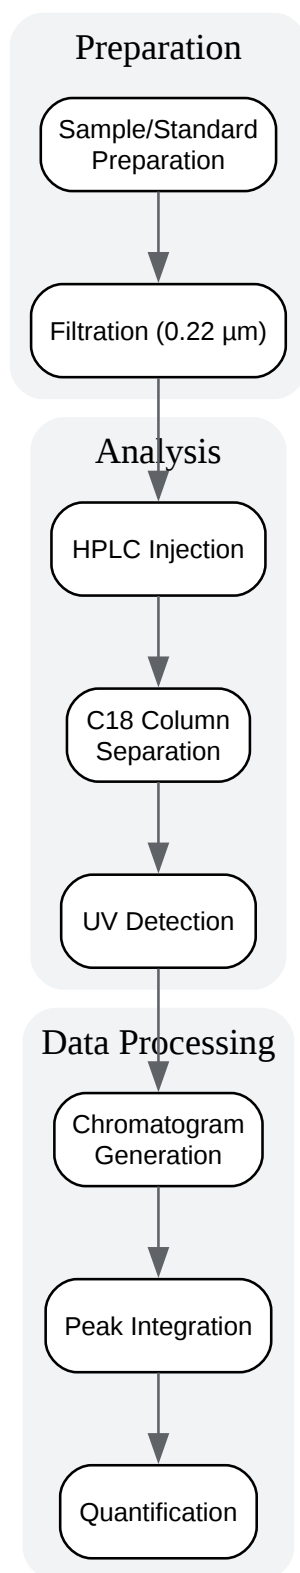 Preparation
Sample/Standard
Preparation
Filtration (0.22 µm)
Analysis
HPLC Injection
C18 Column
Separation
UV Detection
Data Processing
Chromatogram
Generation
Peak Integration
Quantification